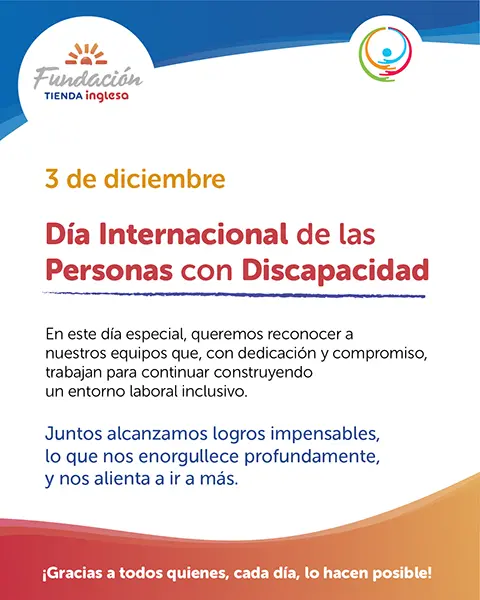 Fundación
TIENDA inglesa
3 de diciembre
Día Internacional de las
Personas con Discapacidad
En este día especial, queremos reconocer a
nuestros equipos que, con dedicación y compromiso,
trabajan para continuar construyendo
un entorno laboral inclusivo.
Juntos alcanzamos logros impensables,
lo que nos enorgullece profundamente,
y nos alienta a ir a más.
¡Gracias a todos quienes, cada día, lo hacen posible!